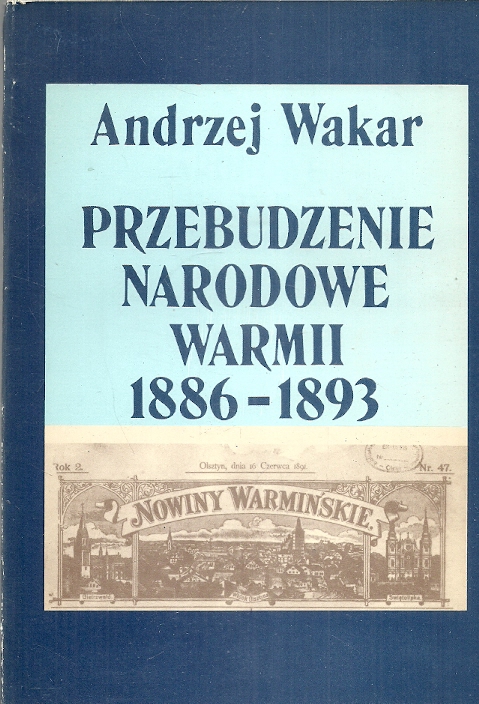 Andrzej Wakar
PRZEBUDZENIE
NARODOWE
WARMII
1886-1893
Rok 2. Olsztyn, dnia 16 Czerwca 1891. Nr. 47.
NOWINY WARMIŃSKIE.